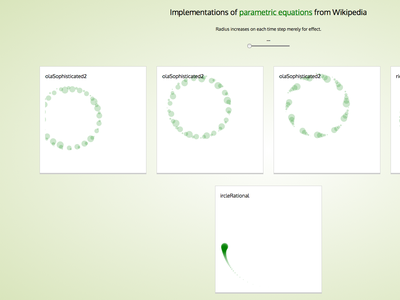 Implementations of parametric equations from Wikipedia
Radius increases on each time step merely for effect.
olaSophisticated2
olaSophisticated2
olaSophisticated2
ircleRational